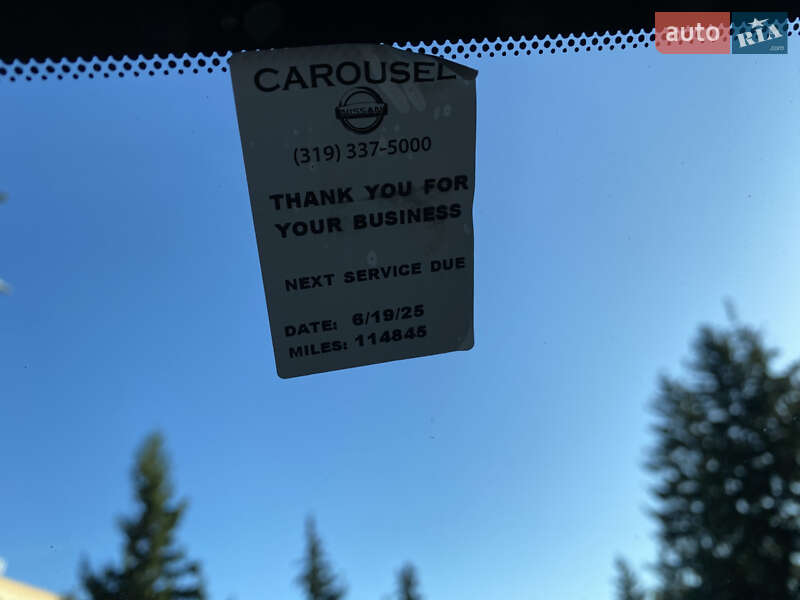 auto RIA.com
CAROUSEL
NISSAN
(319) 337-5000
THANK YOU FOR
YOUR BUSINESS
NEXT SERVICE DUE
DATE: 6/19/25
MILES: 114845